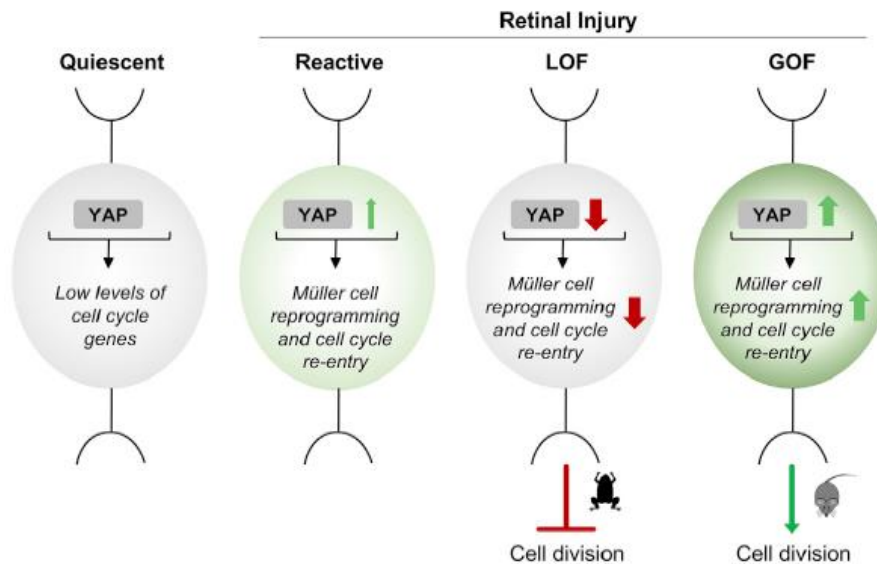 Retinal Injury
Quiescent
Reactive
LOF
GOF
YAP
YAP
YAP
YAP
Low levels of
cell cycle
genes
Müller cell
reprogramming
and cell cycle
re-entry
Müller cell
reprogramming
and cell cycle
re-entry
Müller cell
reprogramming
and cell cycle
re-entry
Cell division
Cell division